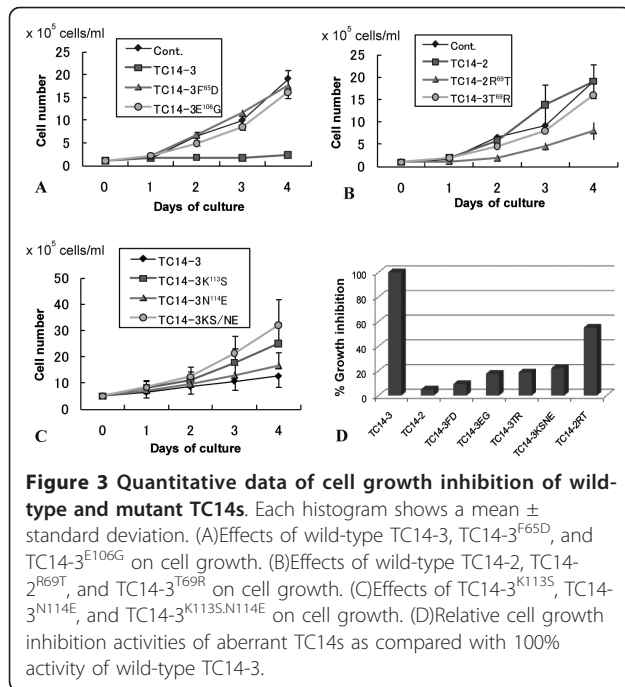 x 10⁵ cells/ml
Cont.
TC14-3
TC14-3F⁶⁵D
TC14-3E¹⁰⁶G
Cell number
25
20
15
10
5
0
0 1 2 3 4
Days of culture
A
x 10⁵ cells/ml
Cont.
TC14-2
TC14-2R⁶⁹T
TC14-3T⁶⁹R
Cell number
25
20
15
10
5
0
0 1 2 3 4
Days of culture
B
x 10⁵ cells/ml
TC14-3
TC14-3K¹¹³S
TC14-3N¹¹⁴E
TC14-3KS/NE
Cell number
50
40
30
20
10
0
0 1 2 3 4
Days of culture
C
% Growth inhibition
100
80
60
40
20
0
TC14-3
TC14-2
TC14-3FD
TC14-3EG
TC14-3TR
TC14-3KSNE
TC14-2RT
D
Figure 3 Quantitative data of cell growth inhibition of wild-
type and mutant TC14s. Each histogram shows a mean ±
standard deviation. (A)Effects of wild-type TC14-3, TC14-3F65D, and
TC14-3E106G on cell growth. (B)Effects of wild-type TC14-2, TC14-
2R69T, and TC14-3T69R on cell growth. (C)Effects of TC14-3K113S, TC14-
3N114E, and TC14-3K113S.N114E on cell growth. (D)Relative cell growth
inhibition activities of aberrant TC14s as compared with 100%
activity of wild-type TC14-3.